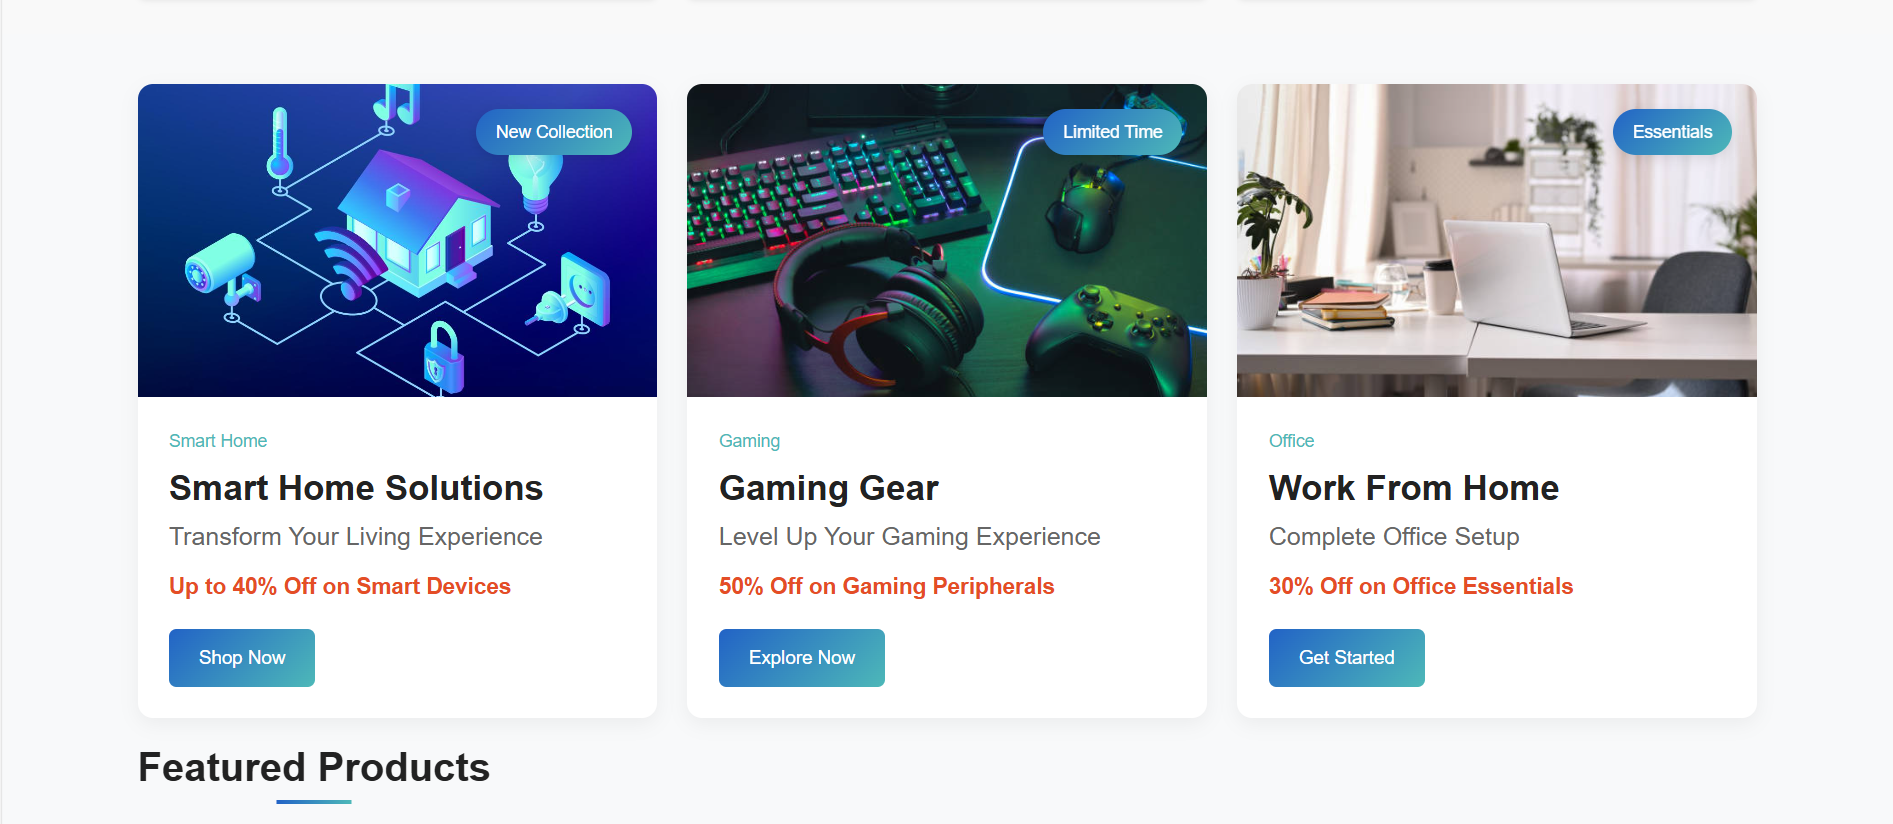 New Collection
Smart Home
Smart Home Solutions
Transform Your Living Experience
Up to 40% Off on Smart Devices
Shop Now
Limited Time
Gaming
Gaming Gear
Level Up Your Gaming Experience
50% Off on Gaming Peripherals
Explore Now
Essentials
Office
Work From Home
Complete Office Setup
30% Off on Office Essentials
Get Started
Featured Products